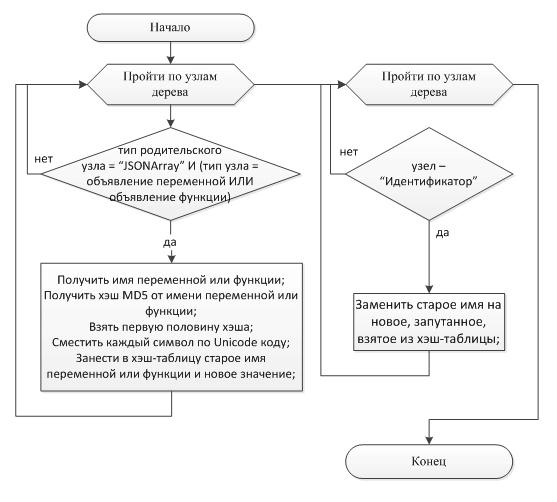 Начало
Пройти по узлам
дерева
тип родительского
узла = “JSONArray” И (тип узла =
объявление переменной ИЛИ
объявление функции)
нет
да
Получить имя переменной или функции;
Получить хэш MD5 от имени переменной или
функции;
Взять первую половину хэша;
Сместить каждый символ по Unicode коду;
Занести в хэш-таблицу старое имя
переменной или функции и новое значение;
Пройти по узлам
дерева
узел –
“Идентификатор”
нет
да
Заменить старое имя на
новое, запутанное,
взятое из хэш-таблицы;
Конец